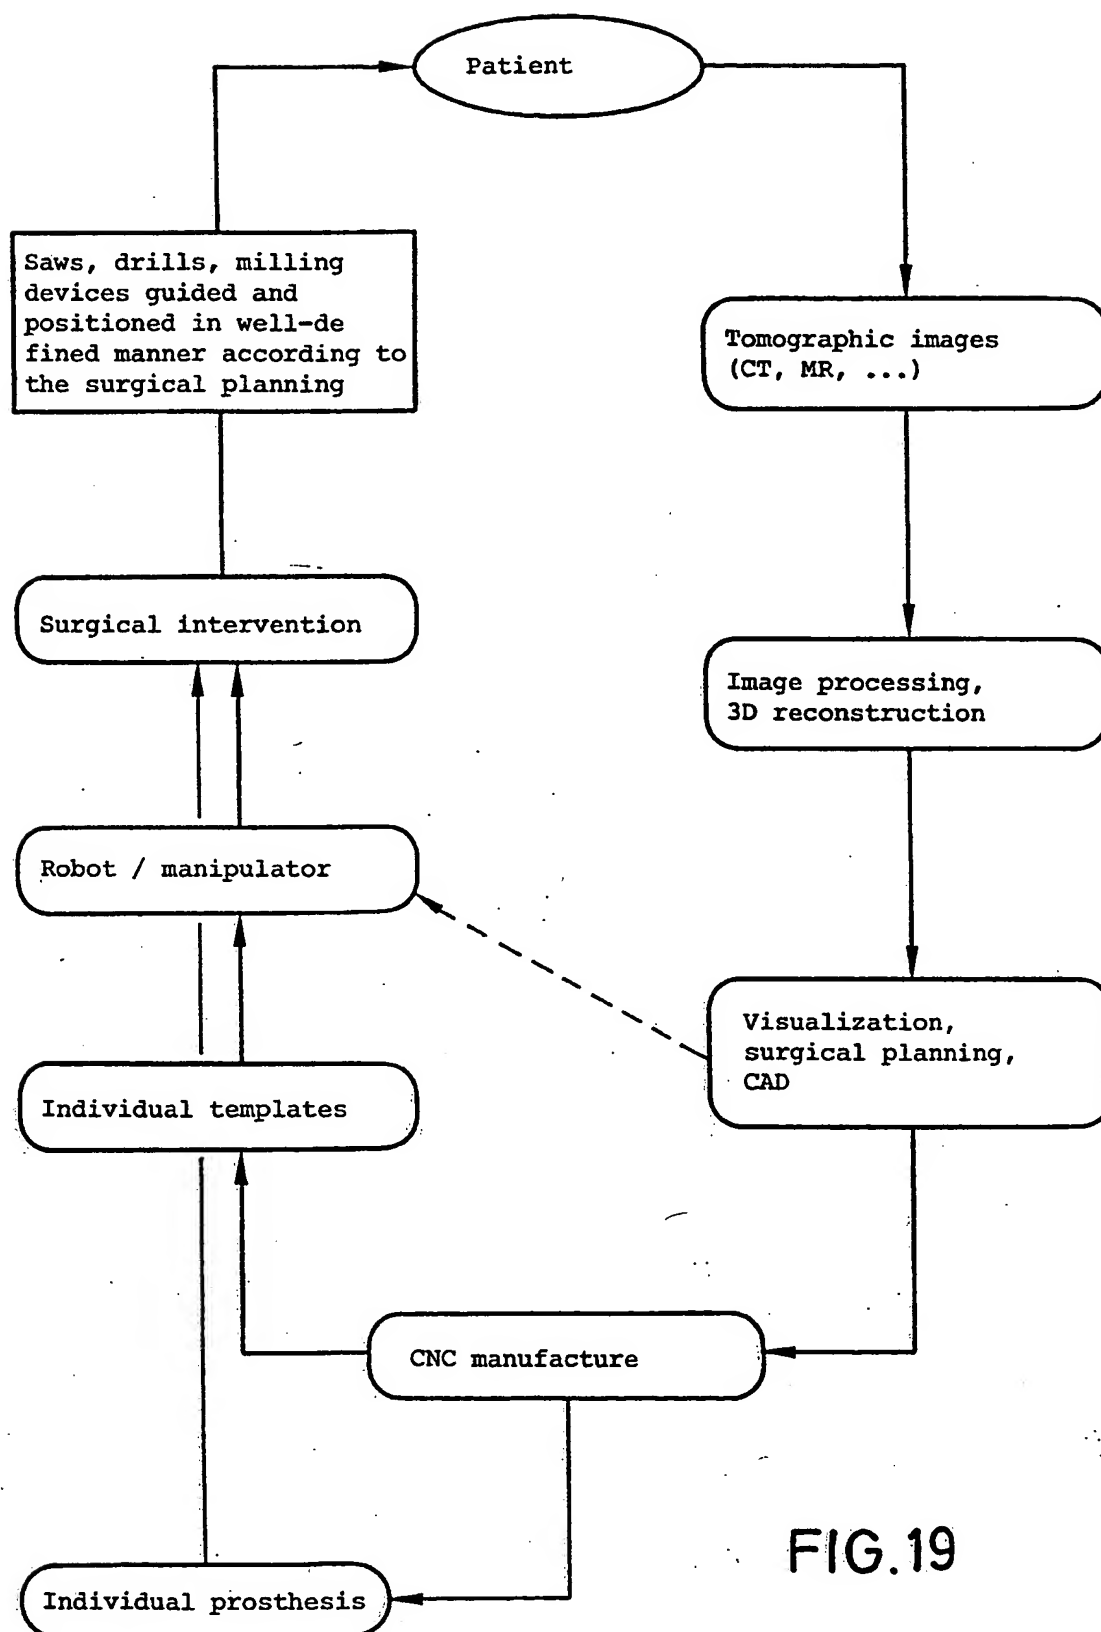 Patient
Saws, drills, milling
devices guided and
positioned in well-de
fined manner according to
the surgical planning
Tomographic images
(CT, MR, ...)
Surgical intervention
Image processing,
3D reconstruction
Robot / manipulator
Visualization,
surgical planning,
CAD
Individual templates
CNC manufacture
Individual prosthesis
FIG.19